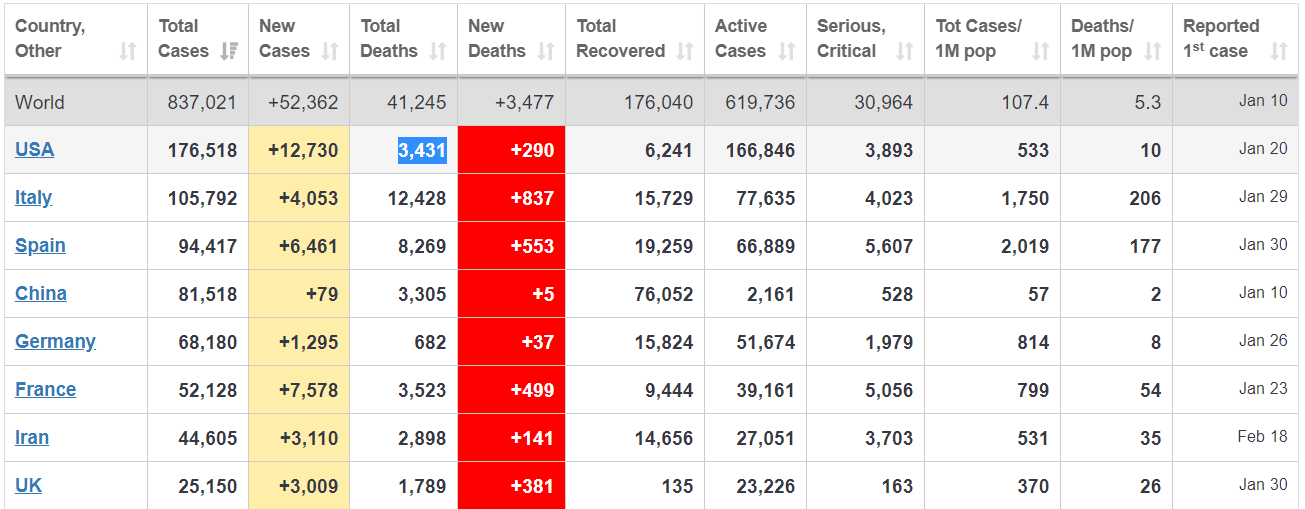 Country, Other Total Cases New Cases Total Deaths New Deaths Total Recovered Active Cases Serious, Critical Tot Cases/ 1M pop Deaths/ 1M pop Reported 1st case
World 837,021 +52,362 41,245 +3,477 176,040 619,736 30,964 107.4 5.3 Jan 10
USA 176,518 +12,730 3,431 +290 6,241 166,846 3,893 533 10 Jan 20
Italy 105,792 +4,053 12,428 +837 15,729 77,635 4,023 1,750 206 Jan 29
Spain 94,417 +6,461 8,269 +553 19,259 66,889 5,607 2,019 177 Jan 30
China 81,518 +79 3,305 +5 76,052 2,161 528 57 2 Jan 10
Germany 68,180 +1,295 682 +37 15,824 51,674 1,979 814 8 Jan 26
France 52,128 +7,578 3,523 +499 9,444 39,161 5,056 799 54 Jan 23
Iran 44,605 +3,110 2,898 +141 14,656 27,051 3,703 531 35 Feb 18
UK 25,150 +3,009 1,789 +381 135 23,226 163 370 26 Jan 30